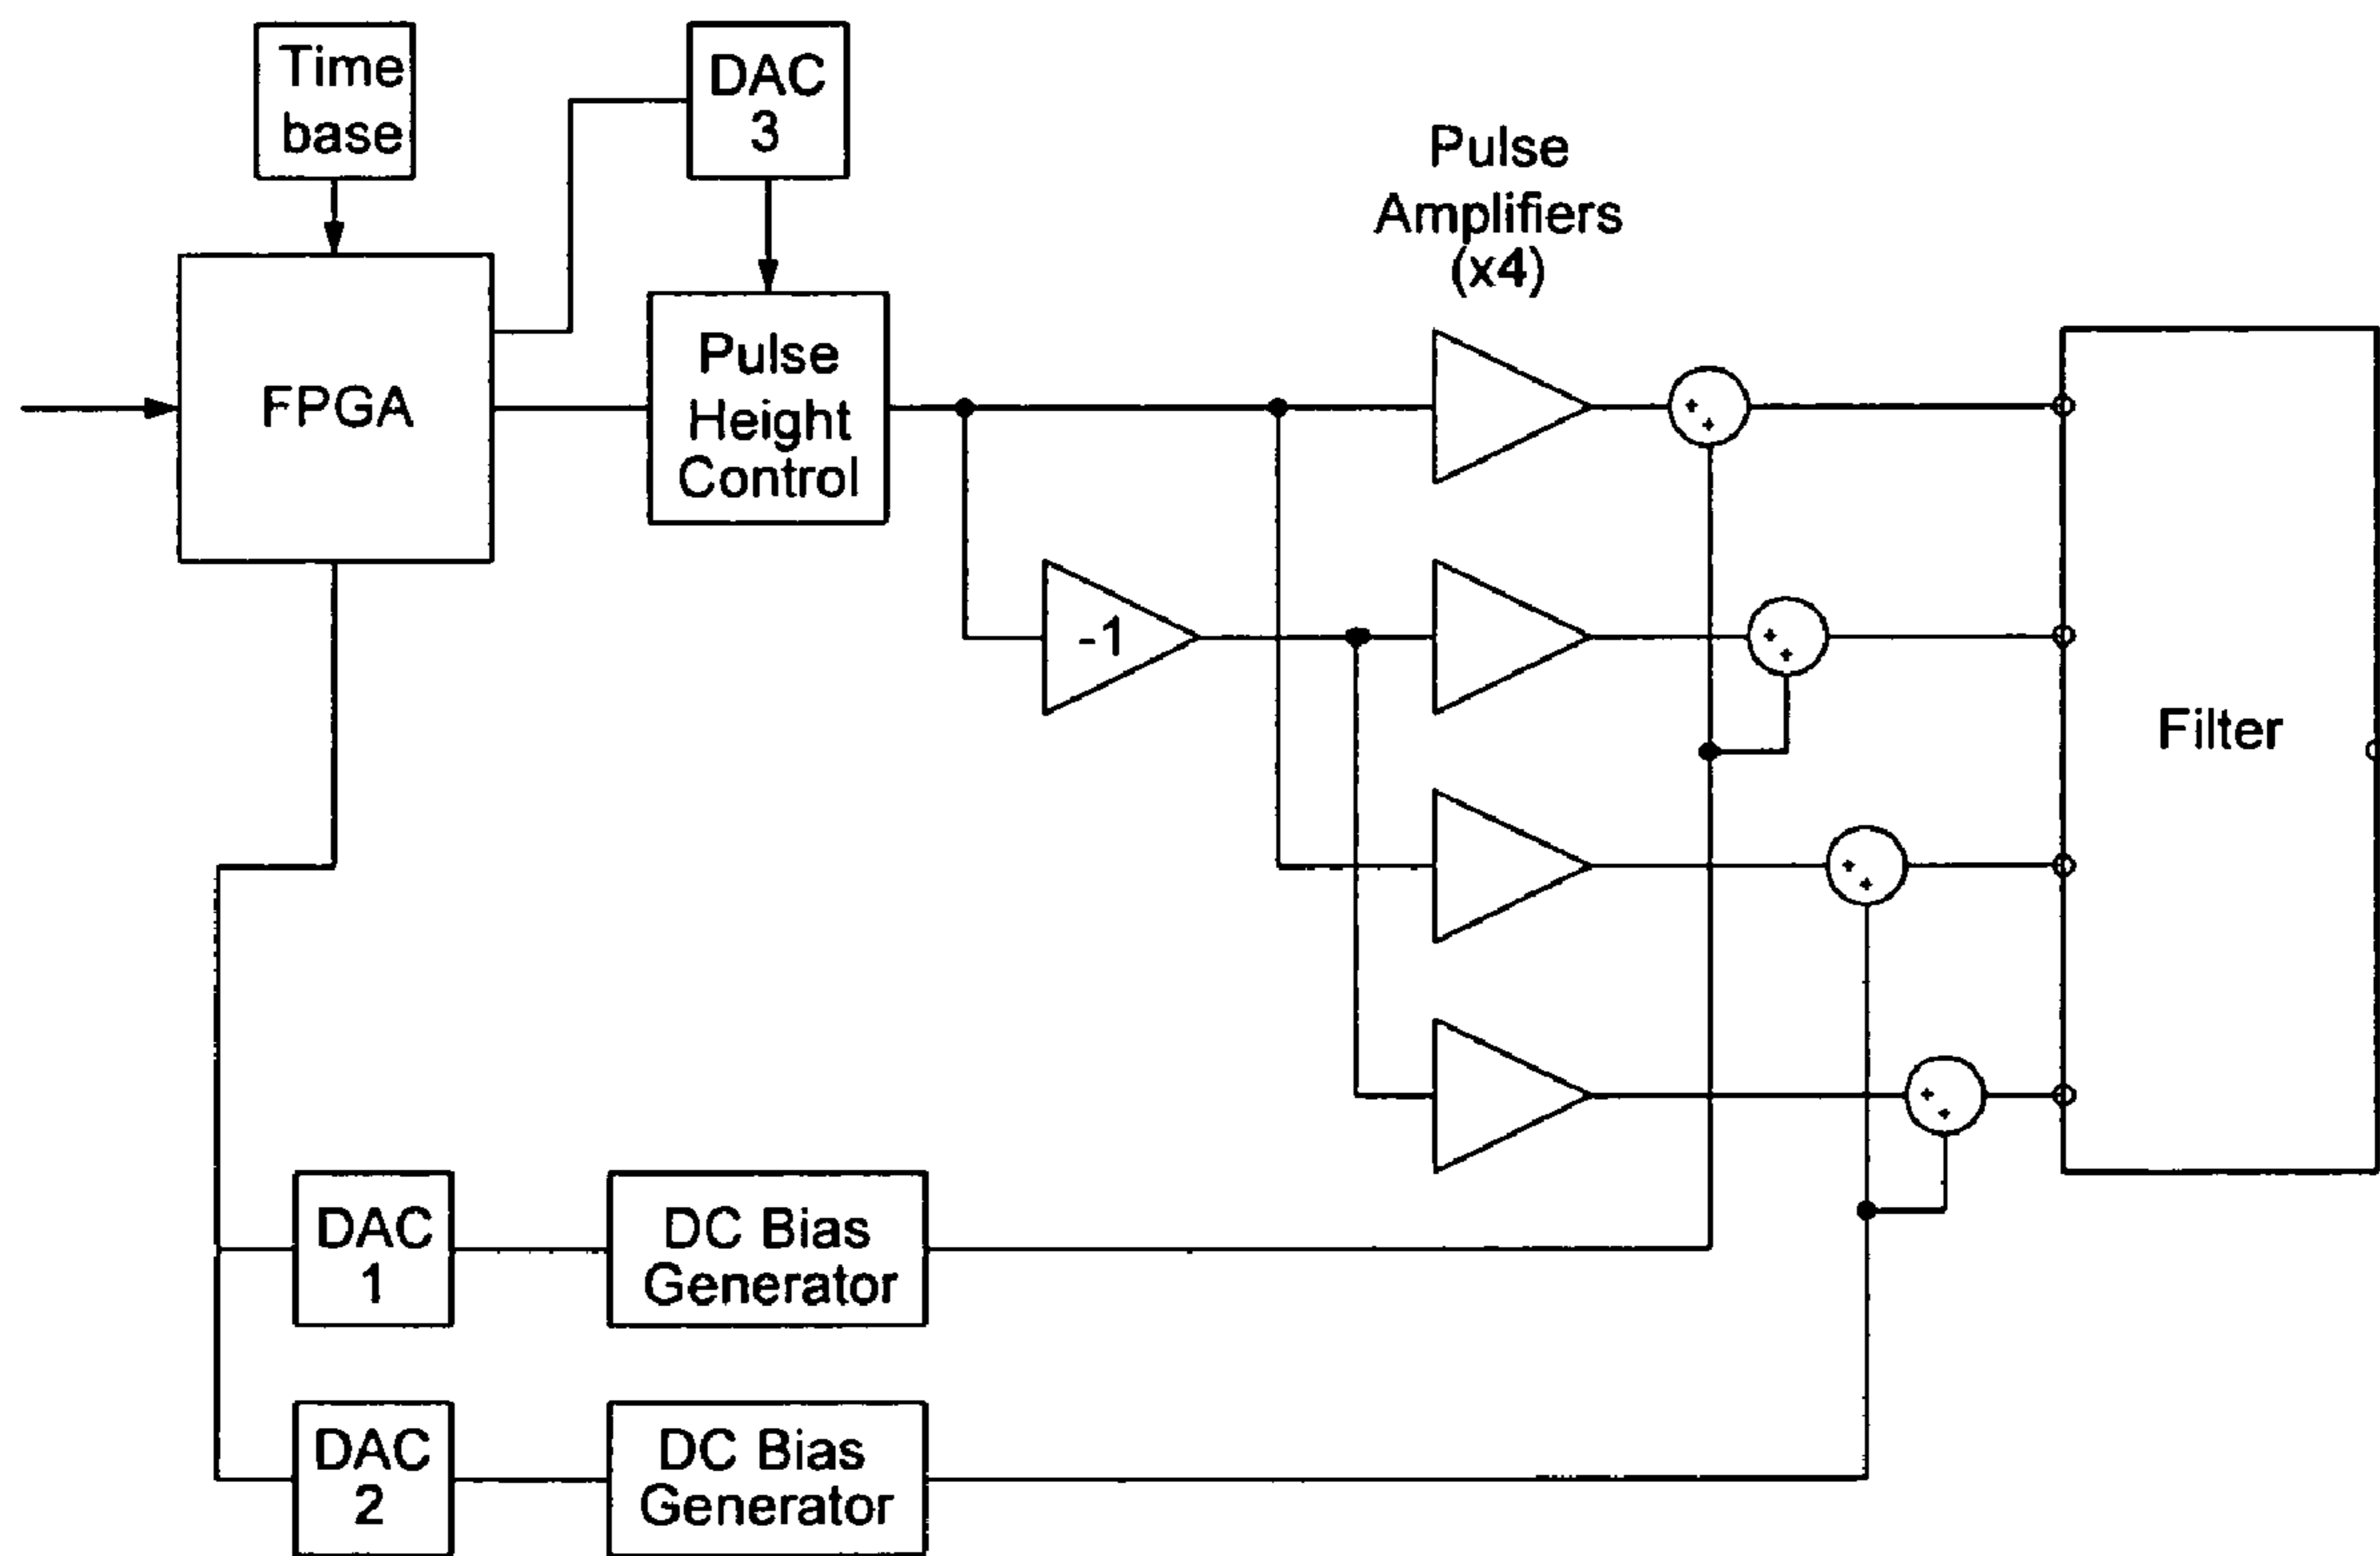 Time
base
DAC
3
Pulse
Amplifiers
(x4)
FPGA
Pulse
Height
Control
-1
Filter
DAC
1
DC Bias
Generator
DAC
2
DC Bias
Generator